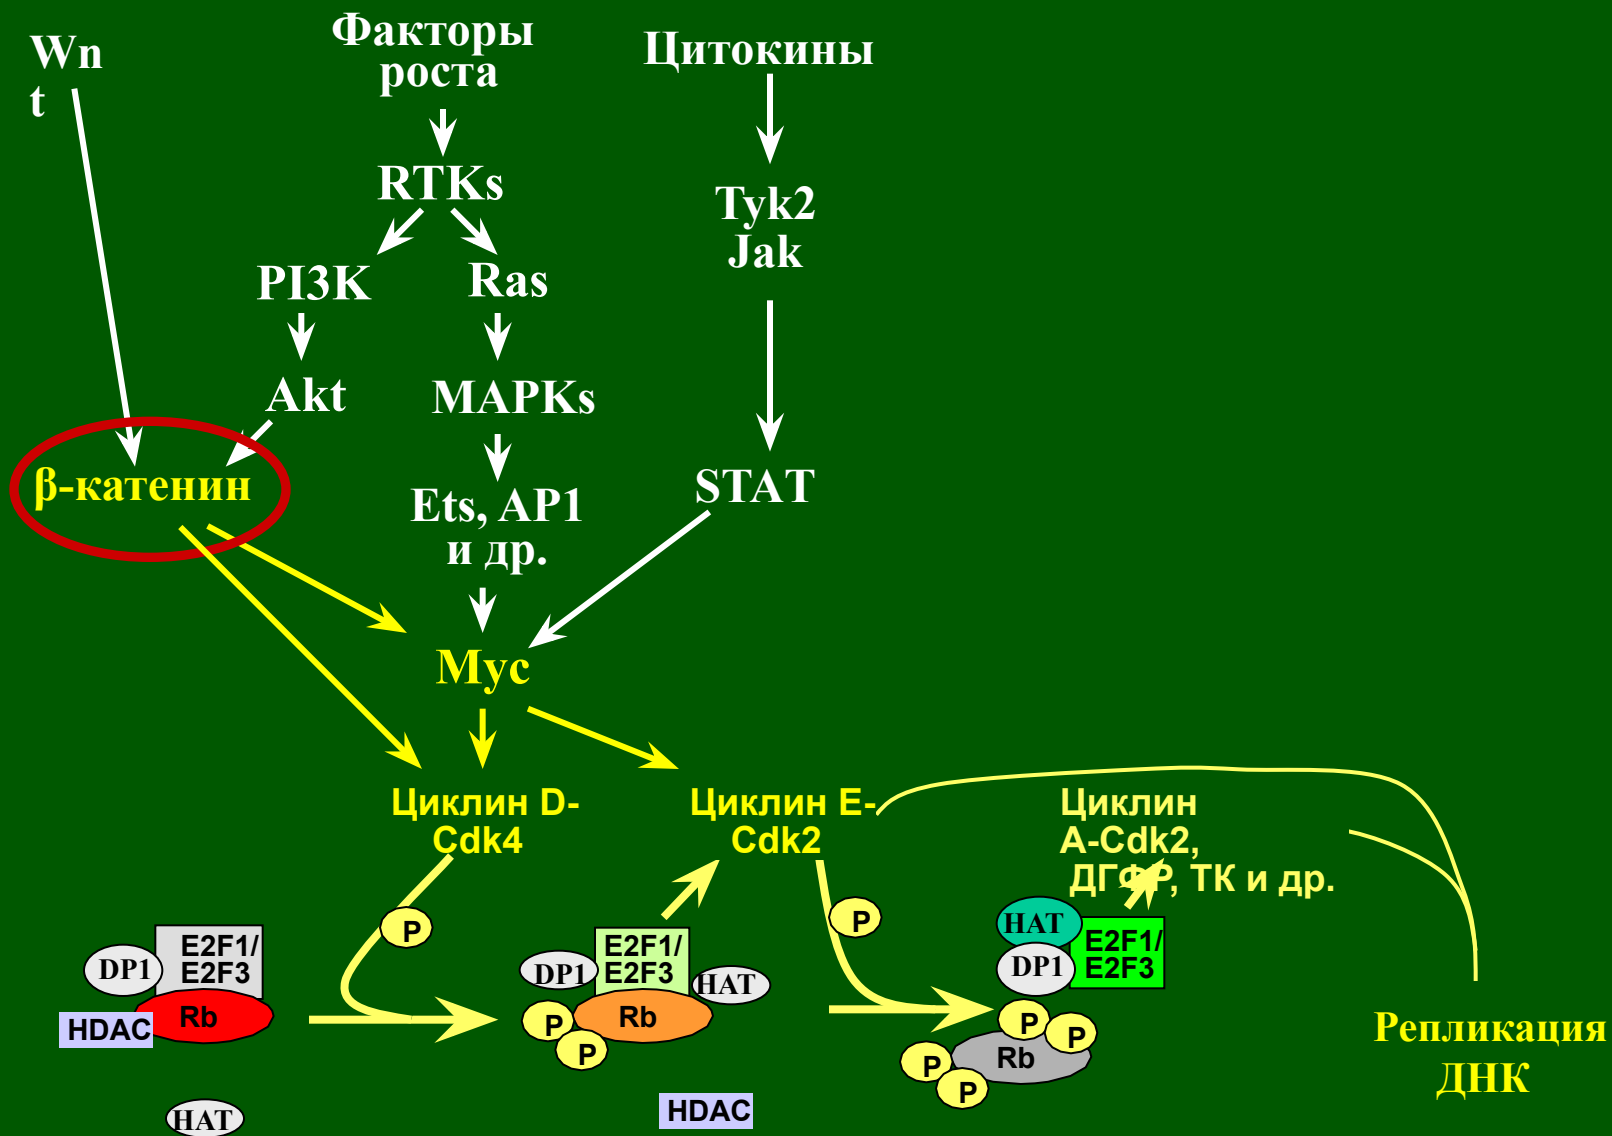 Wn
t
Факторы
роста
Цитокины
RTKs
Tyk2
Jak
PI3K
Ras
Akt
MAPKs
β-катенин
Ets, AP1
и др.
STAT
Myc
Циклин D-
Cdk4
Циклин E-
Cdk2
Циклин
A-Cdk2,
ДГФР, ТК и др.
P
P
HAT
DP1
E2F1/
E2F3
Rb
HDAC
HAT
DP1
E2F1/
E2F3
HAT
P
P
Rb
HDAC
DP1
E2F1/
E2F3
P
P
P
P
Rb
Репликация
ДНК